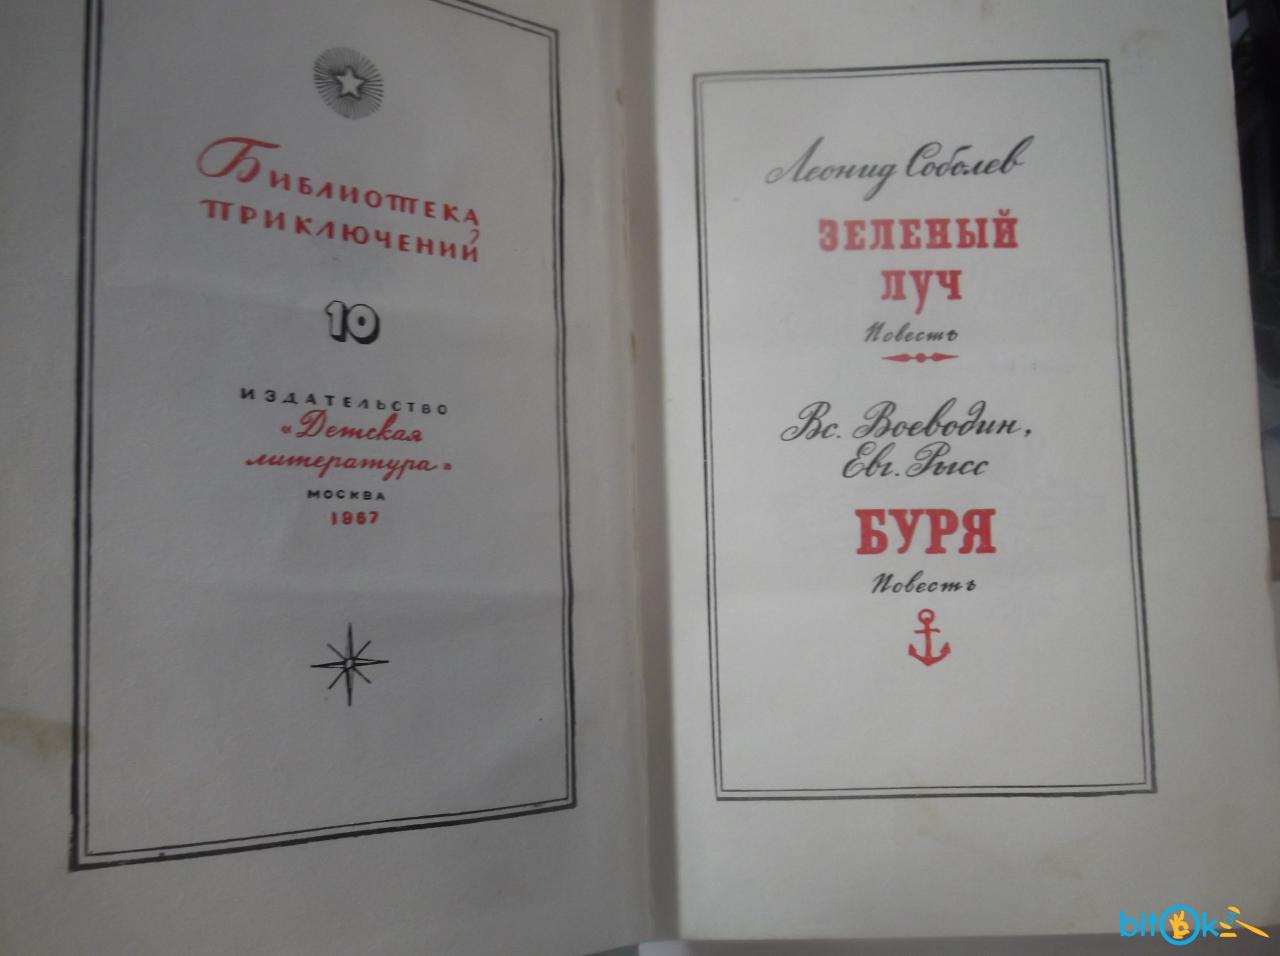 Библиотека
приключений
10
ИЗДАТЕЛЬСТВО
«Детская
литература»
МОСКВА
1967
Леонид Соболев
ЗЕЛЕНЫЙ
ЛУЧ
Повесть
Вс. Воеводин,
Евг. Рысс
БУРЯ
Повесть
bitok